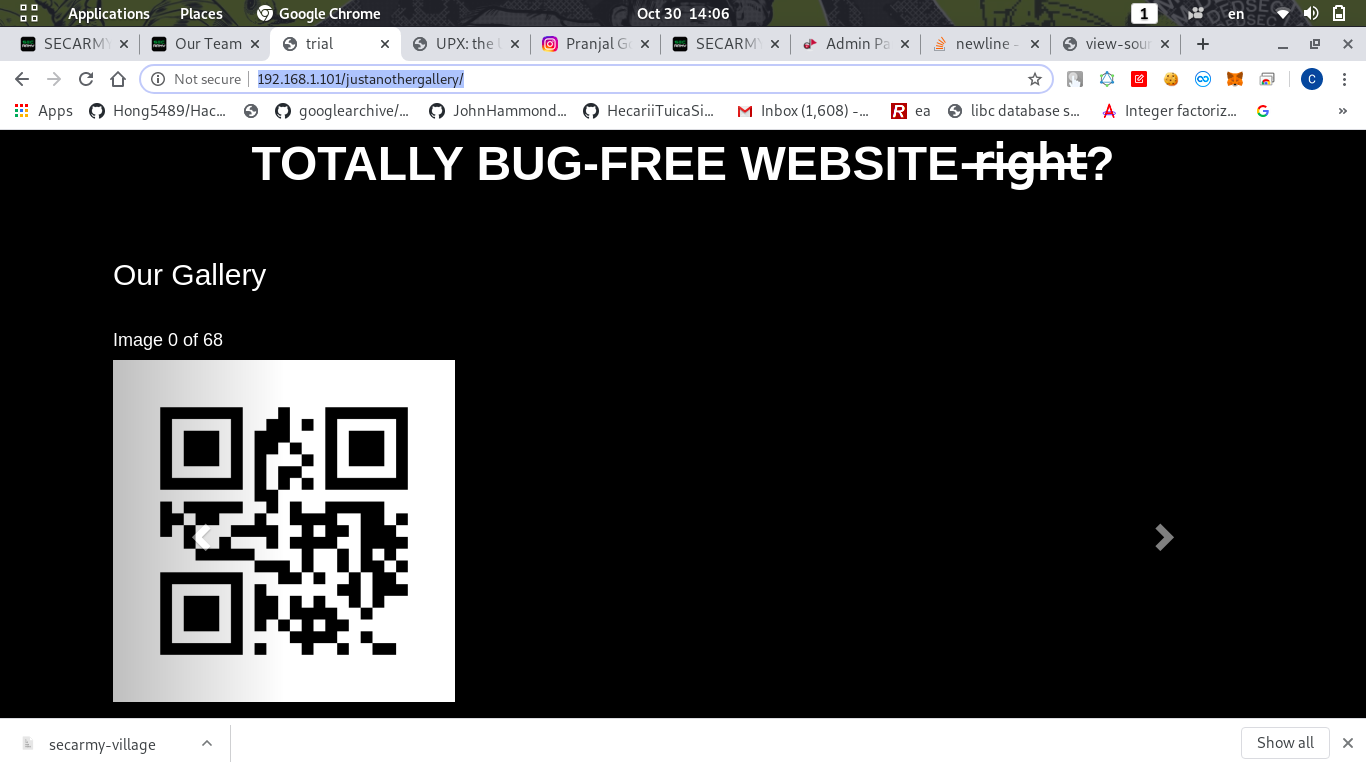 Applications Places Google Chrome Oct 30 14:06 1 en
SECARMY Our Team trial UPX: the U Pranjal Gu SECARMY Admin Pa newline - view-sour
Not secure 192.168.1.101/justanothergallery/ C
Apps Hong5489/Hac... googlearchive/... JohnHammond... HecariiTuicaSi... Inbox (1,608) –... ea libc database s... Integer factoriz... »
TOTALLY BUG-FREE WEBSITE right?
Our Gallery
Image 0 of 68
secarmy-village Show all